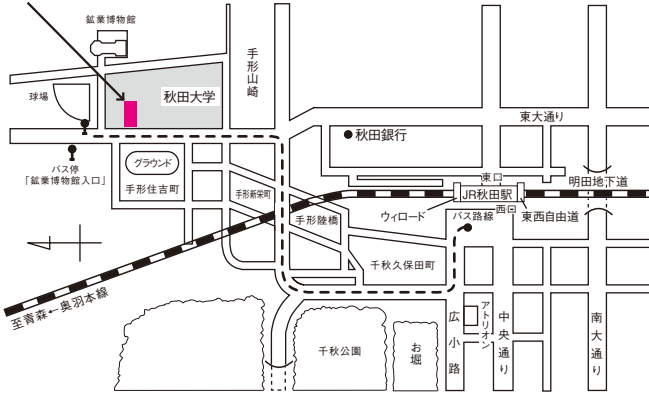 鉱業博物館
手形山崎
球場
秋田大学
東大通り
秋田銀行
バス停
「鉱業博物館入口」
グラウンド
手形住吉町
手形新栄町
東口
明田地下道
JR秋田駅
西口
ウィロード
バス路線
東西自由道
手形陸橋
千秋久保田町
至青森←奥羽本線
広小路
アトリオン
中央通り
南大通り
千秋公園
お堀